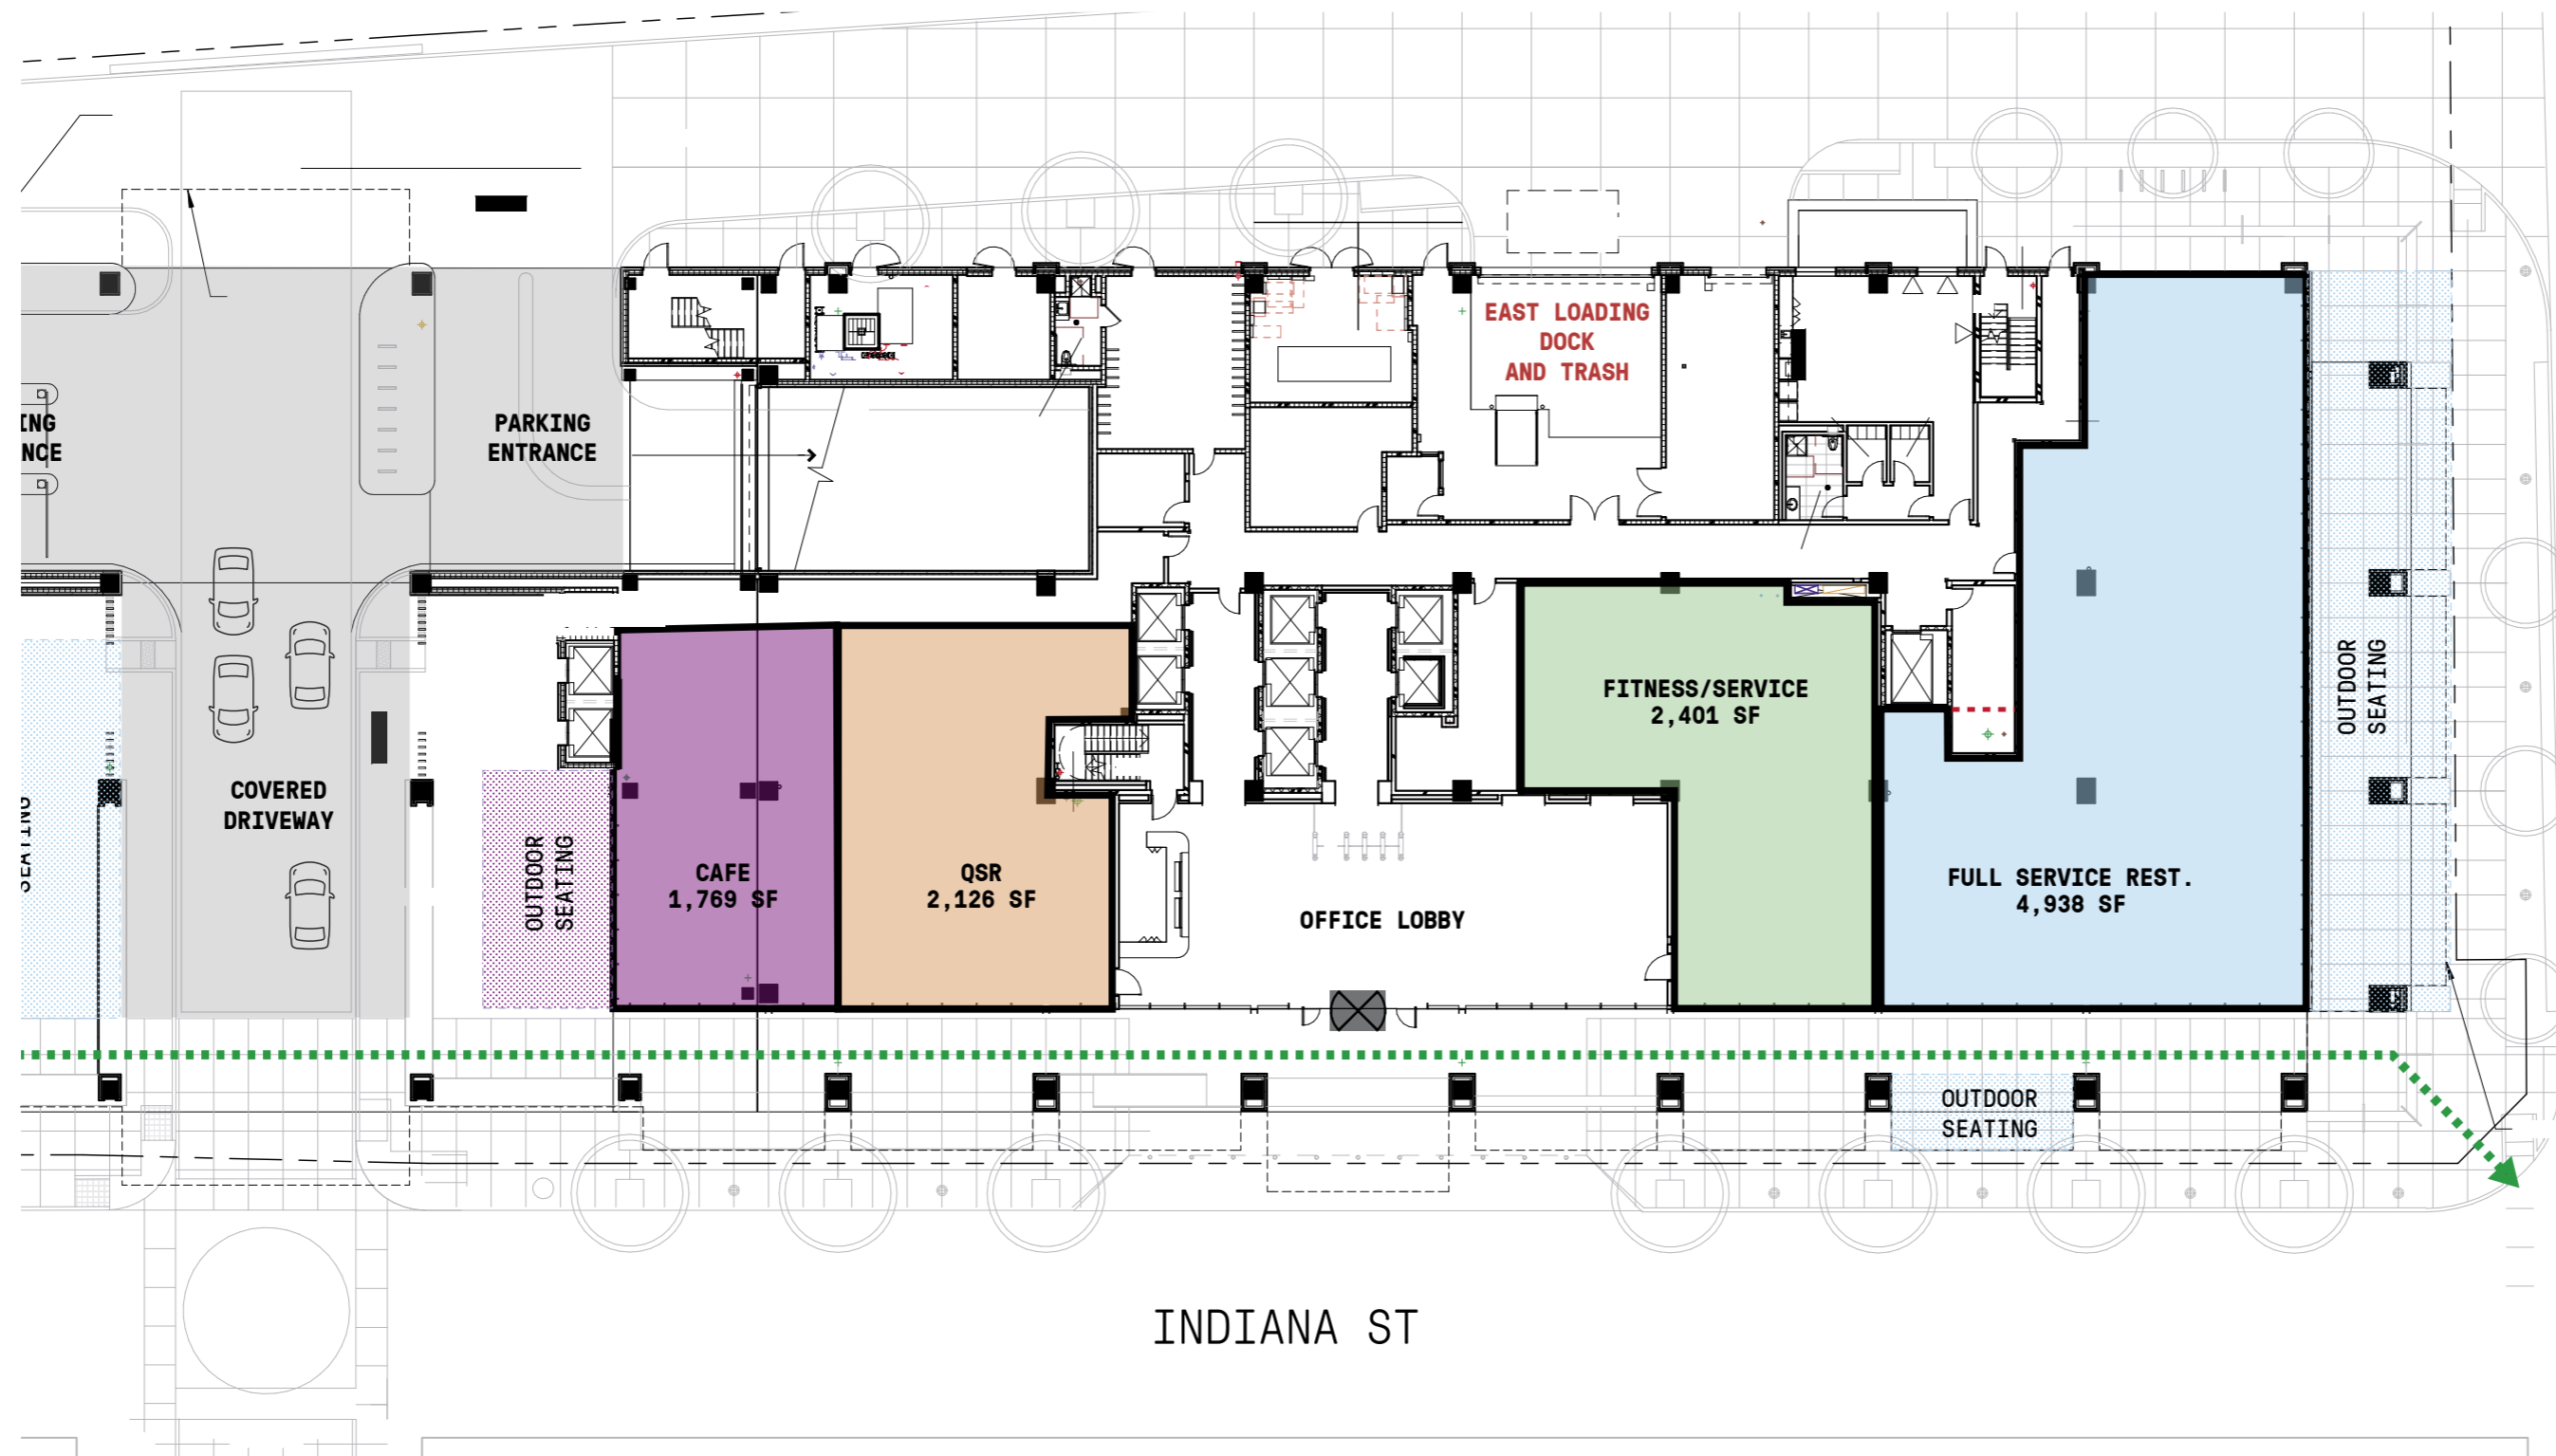 EAST LOADING
DOCK
AND TRASH
ING
NCE
PARKING
ENTRANCE
COVERED
DRIVEWAY
SEATING
OUTDOOR
SEATING
CAFE
1,769 SF
QSR
2,126 SF
OFFICE LOBBY
FITNESS/SERVICE
2,401 SF
FULL SERVICE REST.
4,938 SF
OUTDOOR
SEATING
OUTDOOR
SEATING
INDIANA ST